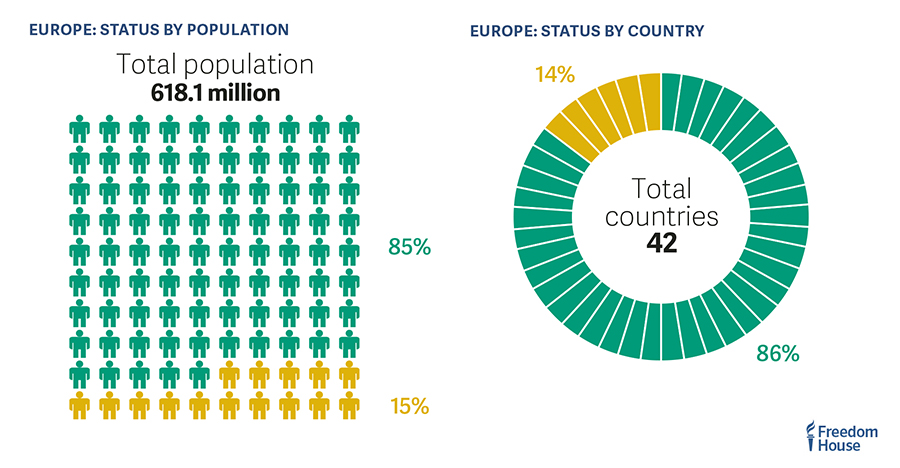 EUROPE: STATUS BY POPULATION
Total population
618.1 million
85%
15%
EUROPE: STATUS BY COUNTRY
14%
Total
countries
42
86%
Freedom
House